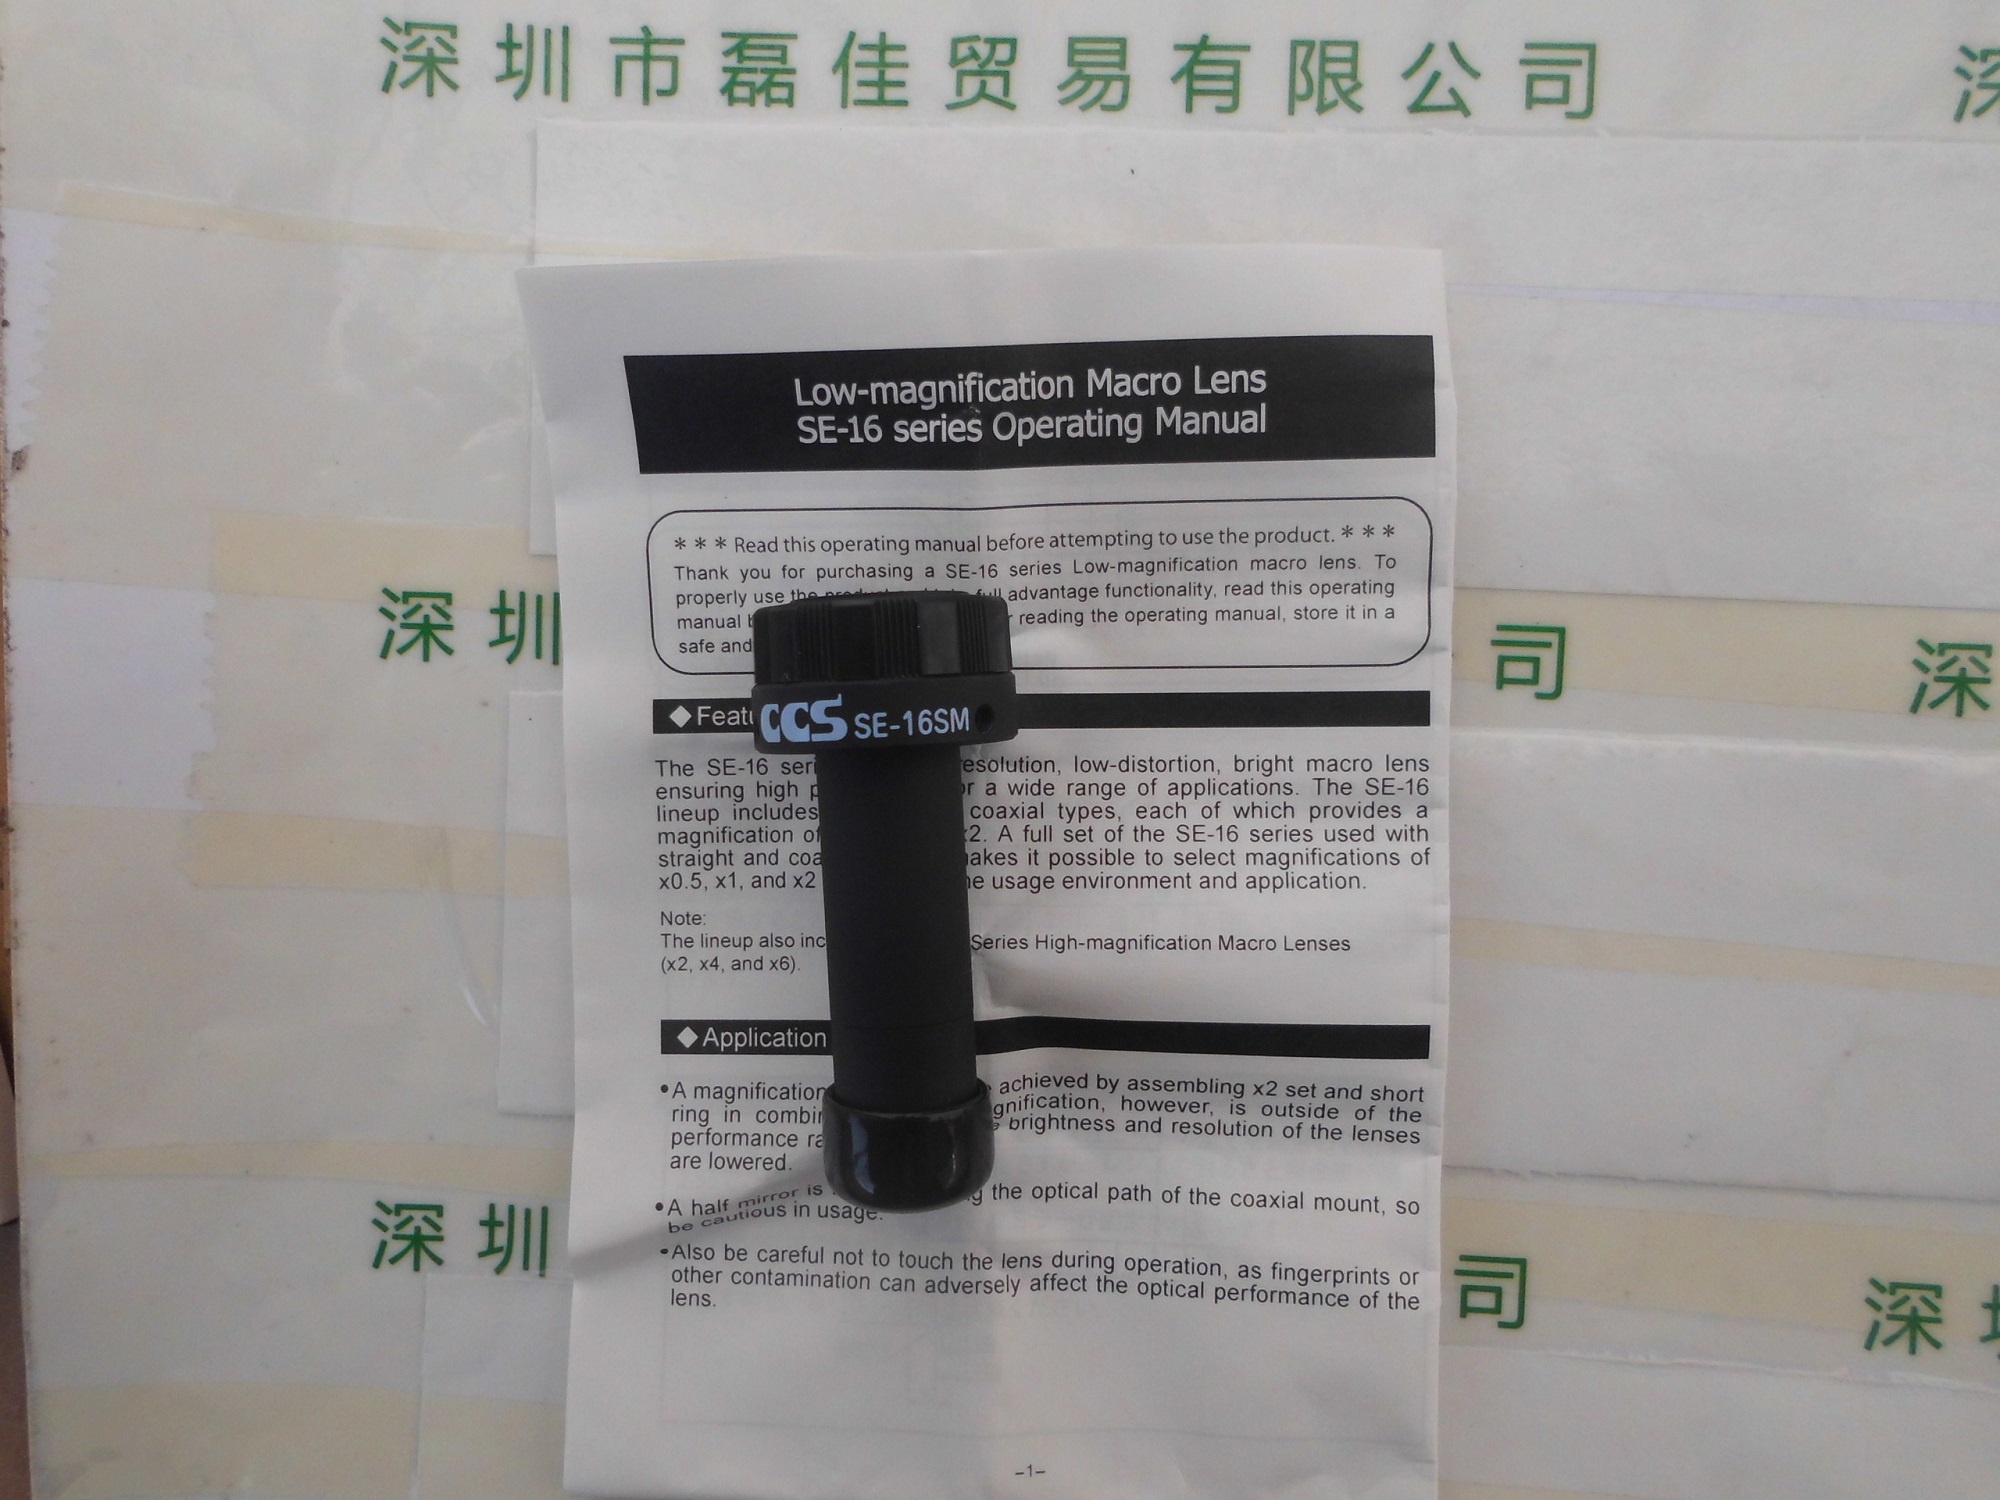 深圳市磊佳贸易有限公司
深
Low-magnification Macro Lens
SE-16 series Operating Manual
* * * Read this operating manual before attempting to use the product. * * *
Thank you for purchasing a SE-16 series Low-magnification macro lens. To
properly use the product full advantage functionality, read this operating
manual reading the operating manual, store it in a
safe and
深圳
司
深
◆Featu
CCS SE-16SM
The SE-16 seri esolution, low-distortion, bright macro lens
ensuring high a wide range of applications. The SE-16
lineup includes coaxial types, each of which provides a
magnification of x2. A full set of the SE-16 series used with
straight and coa akes it possible to select magnifications of
x0.5, x1, and x2 usage environment and application.
Note:
The lineup also inc Series High-magnification Macro Lenses
(x2, x4, and x6).
◆Application
•A magnification achieved by assembling x2 set and short
ring in combin gnification, however, is outside of the
performance ra brightness and resolution of the lenses
are lowered.
•A half mirror is the optical path of the coaxial mount, so
be cautious in usage.
•Also be careful not to touch the lens during operation, as fingerprints or
other contamination can adversely affect the optical performance of the
lens.
深圳
司
深圳
–1–